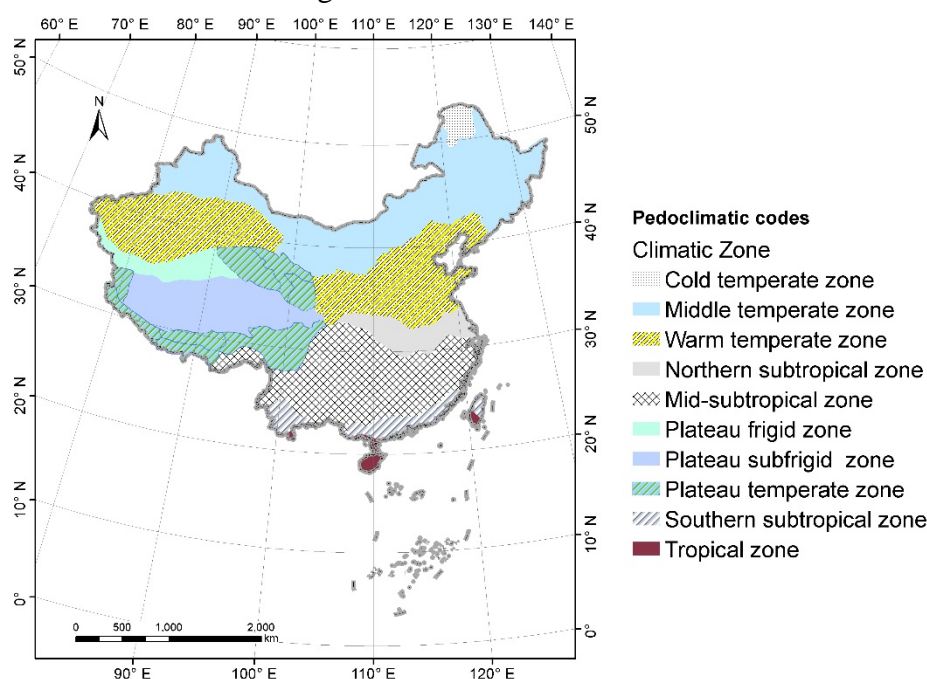 60° E 70° E 80° E 90° E 100° E 110° E 120° E 130° E 140° E
50° N
40° N
30° N
20° N
10° N
0°
N
50° N
40° N
30° N
20° N
10° N
0°
0 500 1,000 2,000
km
90° E 100° E 110° E 120° E
Pedoclimatic codes
Climatic Zone
Cold temperate zone
Middle temperate zone
Warm temperate zone
Northern subtropical zone
Mid-subtropical zone
Plateau frigid zone
Plateau subfrigid zone
Plateau temperate zone
Southern subtropical zone
Tropical zone